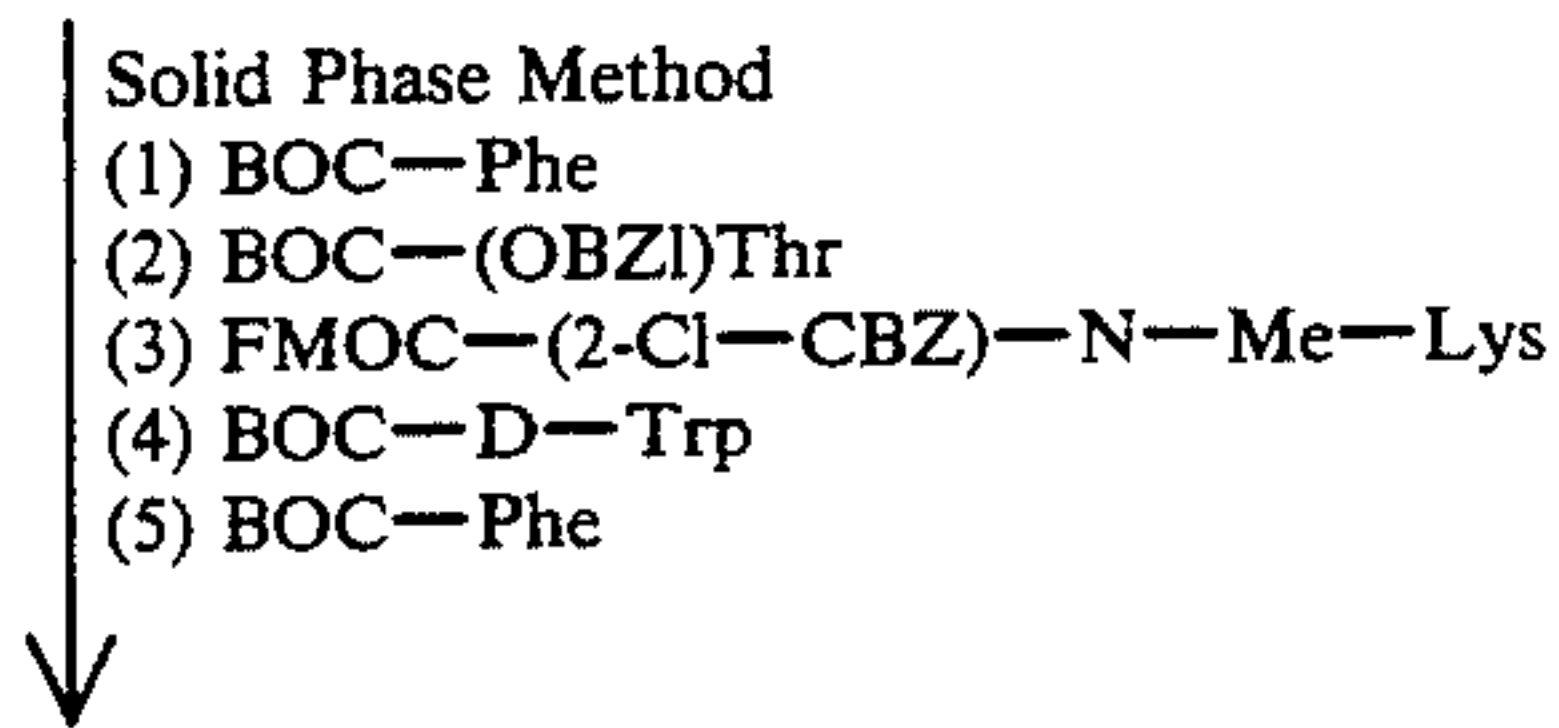 Solid Phase Method
(1) BOC—Phe
(2) BOC—(OBZl)Thr
(3) FMOC—(2-Cl—CBZ)—N—Me—Lys
(4) BOC—D—Trp
(5) BOC—Phe